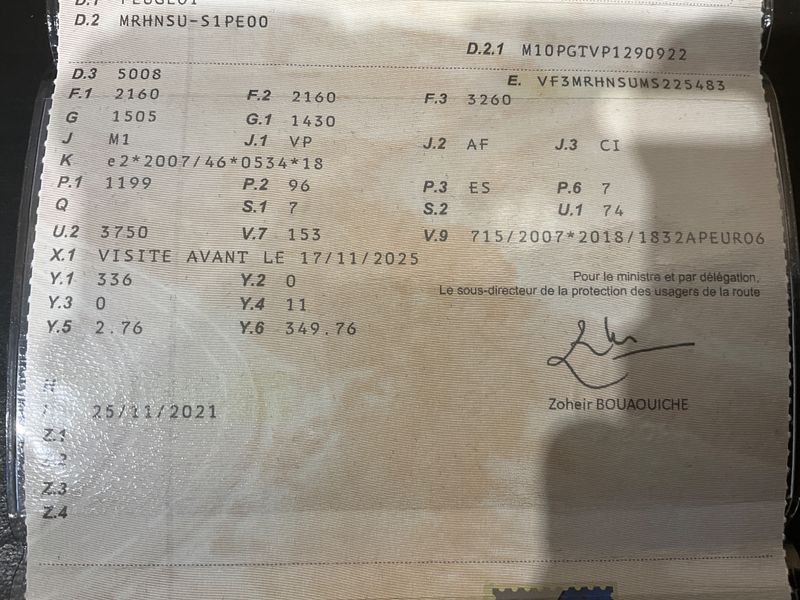 D.1 PEUGEOT
D.2 MRHNSU-S1PE00
D.2.1 M10PGTVP1290922
D.3 5008
E. VF3MRHNSUMS225483
F.1 2160 F.2 2160 F.3 3260
G 1505 G.1 1430
J M1 J.1 VP J.2 AF J.3 CI
K e2*2007/46*0534*18
P.1 1199 P.2 96 P.3 ES P.6 7
Q S.1 7 S.2 U.1 74
U.2 3750 V.7 153 V.9 715/2007*2018/1832APEURO6
X.1 VISITE AVANT LE 17/11/2025
Y.1 336 Y.2 0
Pour le ministre et par délégation,
Le sous-directeur de la protection des usagers de la route
Y.3 0 Y.4 11
Y.5 2.76 Y.6 349.76
Zoheir BOUAOUICHE
H
I 25/11/2021
Z.1
Z.2
Z.3
Z.4